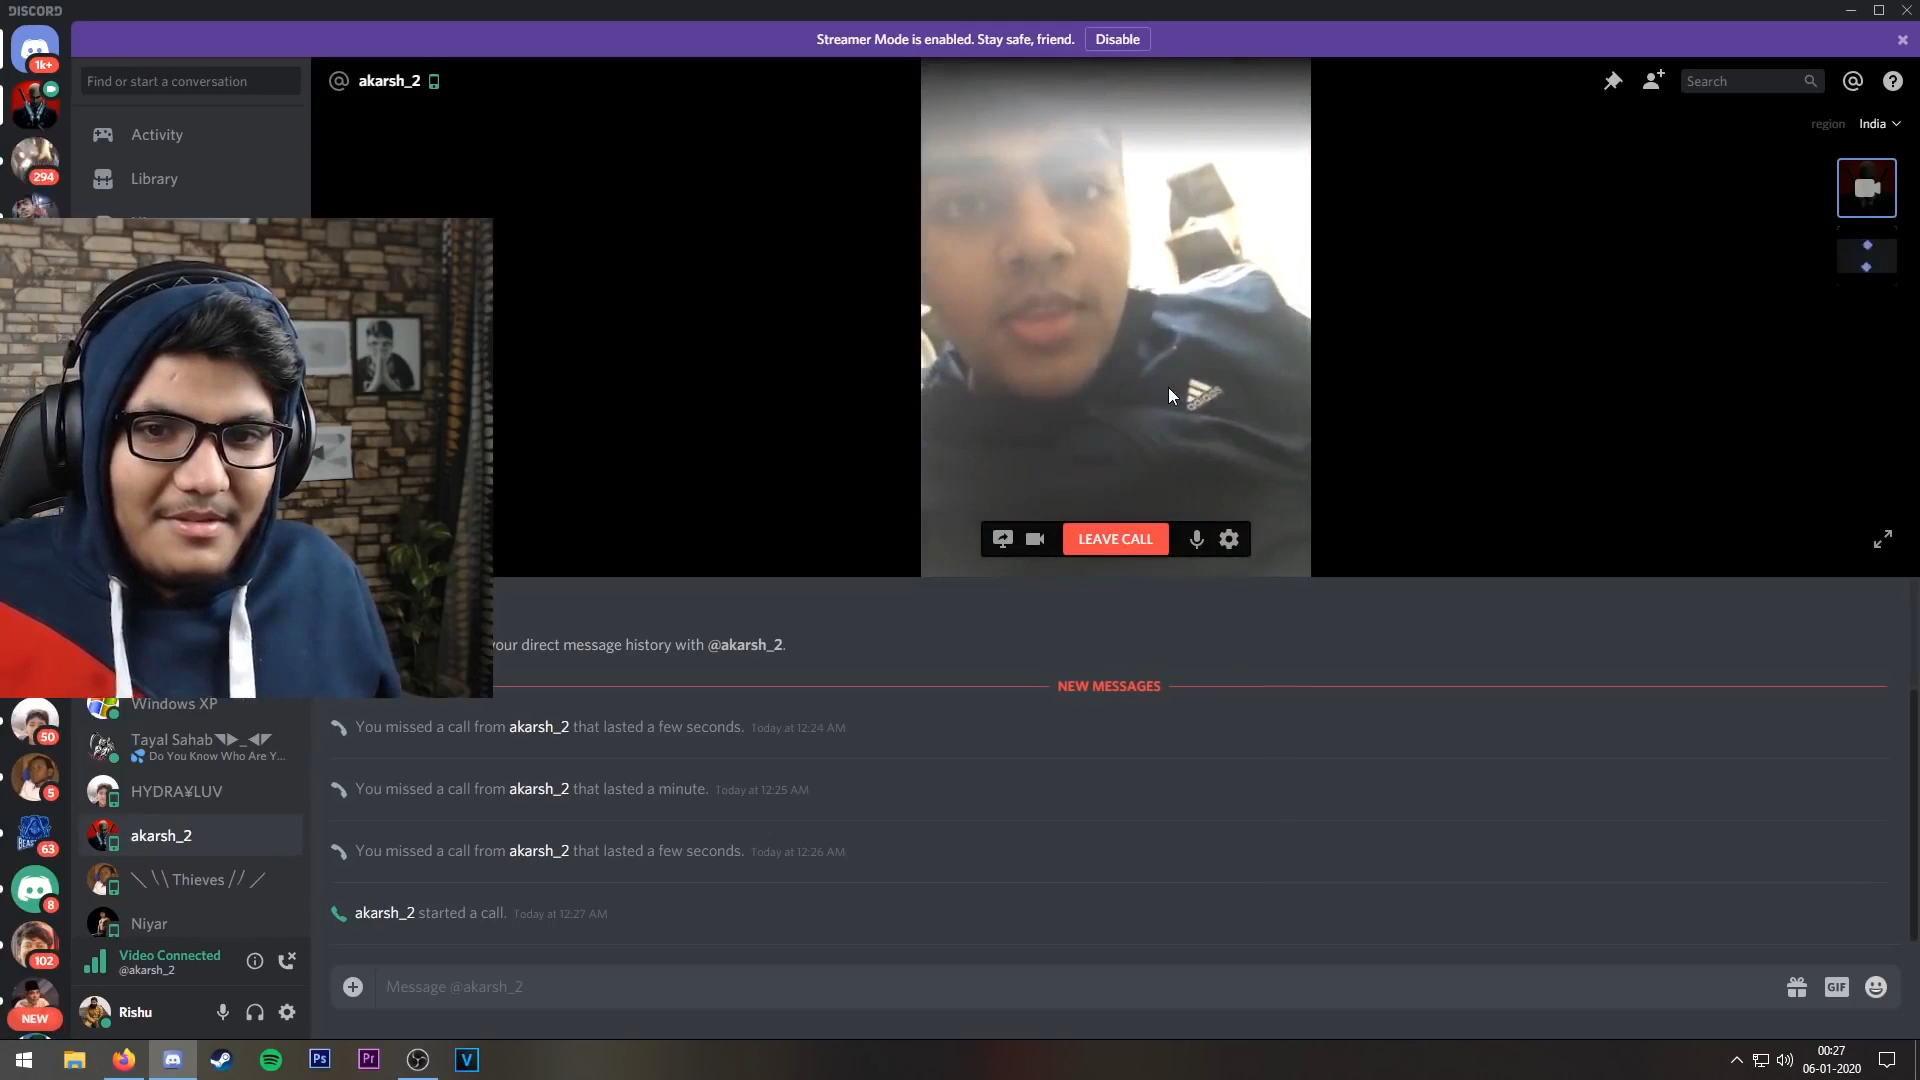 DISCORD
Streamer Mode is enabled. Stay safe, friend. Disable
1k+
Find or start a conversation
akarsh_2
Search
Activity
region India
Library
294
adidas
LEAVE CALL
your direct message history with @akarsh_2.
NEW MESSAGES
Windows XP
You missed a call from akarsh_2 that lasted a few seconds. Today at 12:24 AM
50
Tayal Sahab◥▶_◀◤
💦 Do You Know Who Are Y...
HYDRA¥LUV
You missed a call from akarsh_2 that lasted a minute. Today at 12:25 AM
5
akarsh_2
63
You missed a call from akarsh_2 that lasted a few seconds. Today at 12:26 AM
＼ \\ Thieves // ／
8
akarsh_2 started a call. Today at 12:27 AM
Niyar
Video Connected
@akarsh_2
102
Message @akarsh_2
GIF
Rishu
NEW
Ps
Pr
V
00:27
06-01-2020